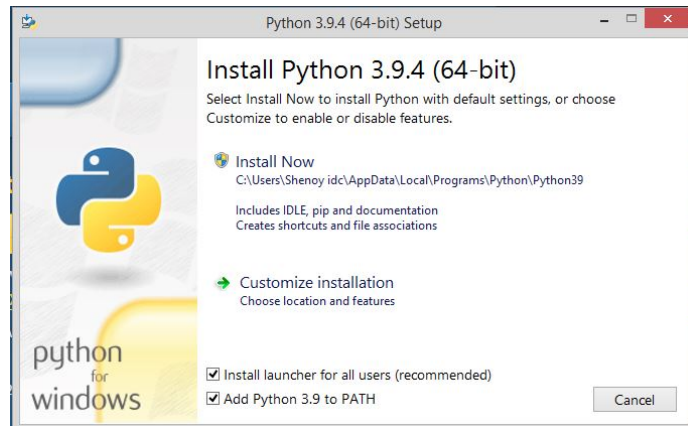 Python 3.9.4 (64-bit) Setup
Install Python 3.9.4 (64-bit)
Select Install Now to install Python with default settings, or choose
Customize to enable or disable features.
Install Now
C:\Users\Shenoy idc\AppData\Local\Programs\Python\Python39
Includes IDLE, pip and documentation
Creates shortcuts and file associations
Customize installation
Choose location and features
python
for
windows
Install launcher for all users (recommended)
Add Python 3.9 to PATH
Cancel